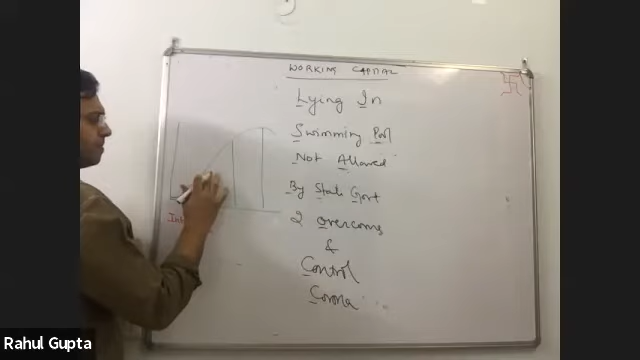 WORKING CAPITAL
Lying In
Swimming Pool
Not Allowed
By State Govt
2 Overcome
&
Control
Corona
Rahul Gupta